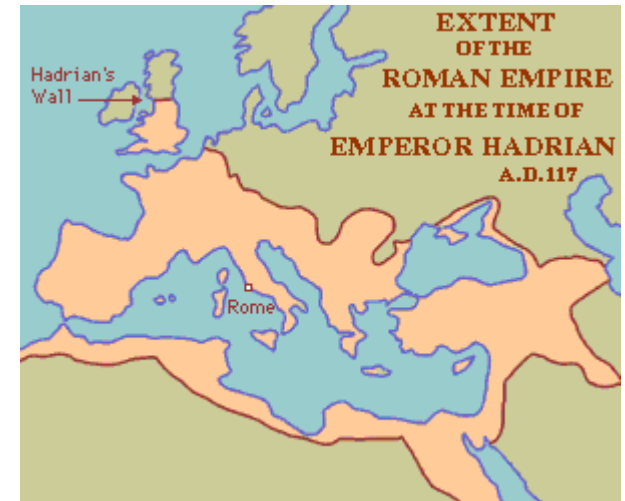 EXTENT
OF THE
ROMAN EMPIRE
AT THE TIME OF
EMPEROR HADRIAN
A.D.117
Hadrian's
Wall
Rome